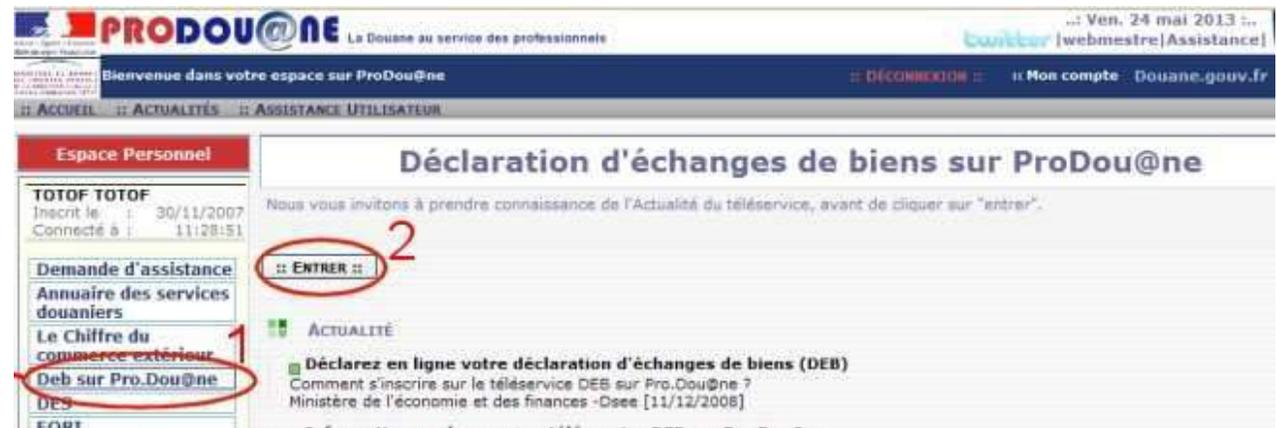 PRODOU@NE La Douane au service des professionnels
..: Ven. 24 mai 2013 :..
twitter |webmestre|Assistance|
Bienvenue dans votre espace sur ProDou@ne
:: DÉCONNEXION ::
:: Mon compte
Douane.gouv.fr
:: ACCUEIL :: ACTUALITÉS :: ASSISTANCE UTILISATEUR
Espace Personnel
TOTOF TOTOF
Inscrit le : 30/11/2007
Connecté à : 11:28:51
Demande d'assistance
Annuaire des services
douaniers
Le Chiffre du
commerce extérieur
1
Deb sur Pro.Dou@ne
DES
Déclaration d'échanges de biens sur ProDou@ne
Nous vous invitons à prendre connaissance de l'Actualité du téléservice, avant de cliquer sur "entrer".
2
:: ENTRER ::
ACTUALITÉ
Déclarez en ligne votre déclaration d'échanges de biens (DEB)
Comment s'inscrire sur le téléservice DEB sur Pro.Dou@ne ?
Ministère de l'économie et des finances -Dsee [11/12/2008]